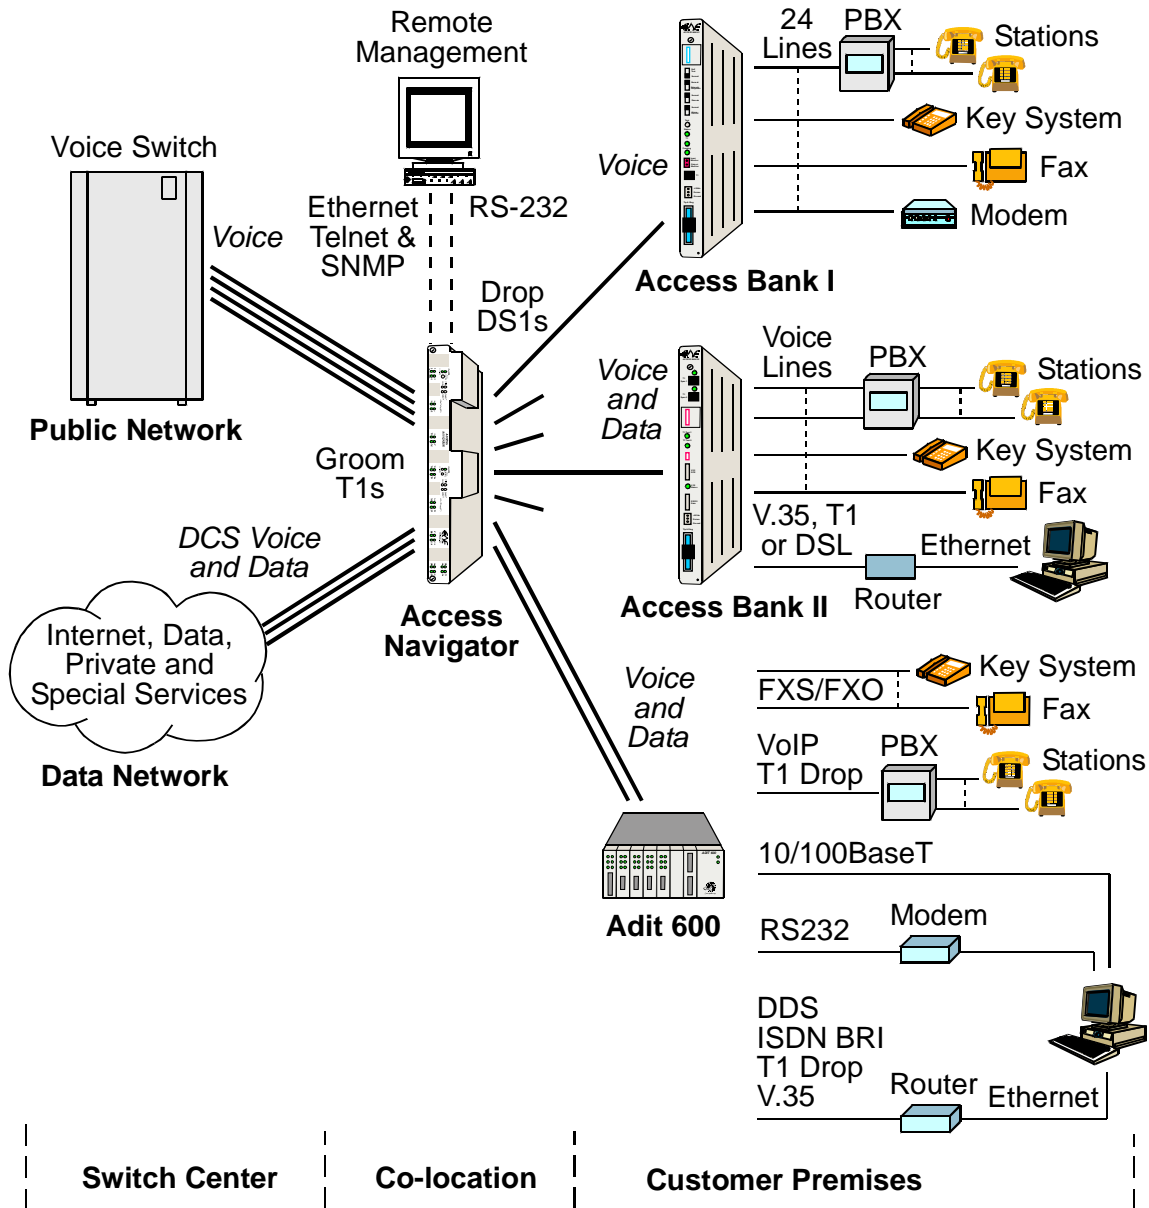 Remote
Management
Voice Switch
Voice
Ethernet
Telnet &
SNMP
RS-232
Public Network
Drop
DS1s
Groom
T1s
DCS Voice
and Data
Internet, Data,
Private and
Special Services
Data Network
Access
Navigator
Voice
24
Lines
PBX
Stations
Key System
Fax
Modem
Access Bank I
Voice
and
Data
Voice
Lines
PBX
Stations
Key System
Fax
V.35, T1
or DSL
Router
Ethernet
Access Bank II
Voice
and
Data
FXS/FXO
Key System
Fax
VoIP
T1 Drop
PBX
Stations
10/100BaseT
Adit 600
RS232
Modem
DDS
ISDN BRI
T1 Drop
V.35
Router
Ethernet
Switch Center
Co-location
Customer Premises